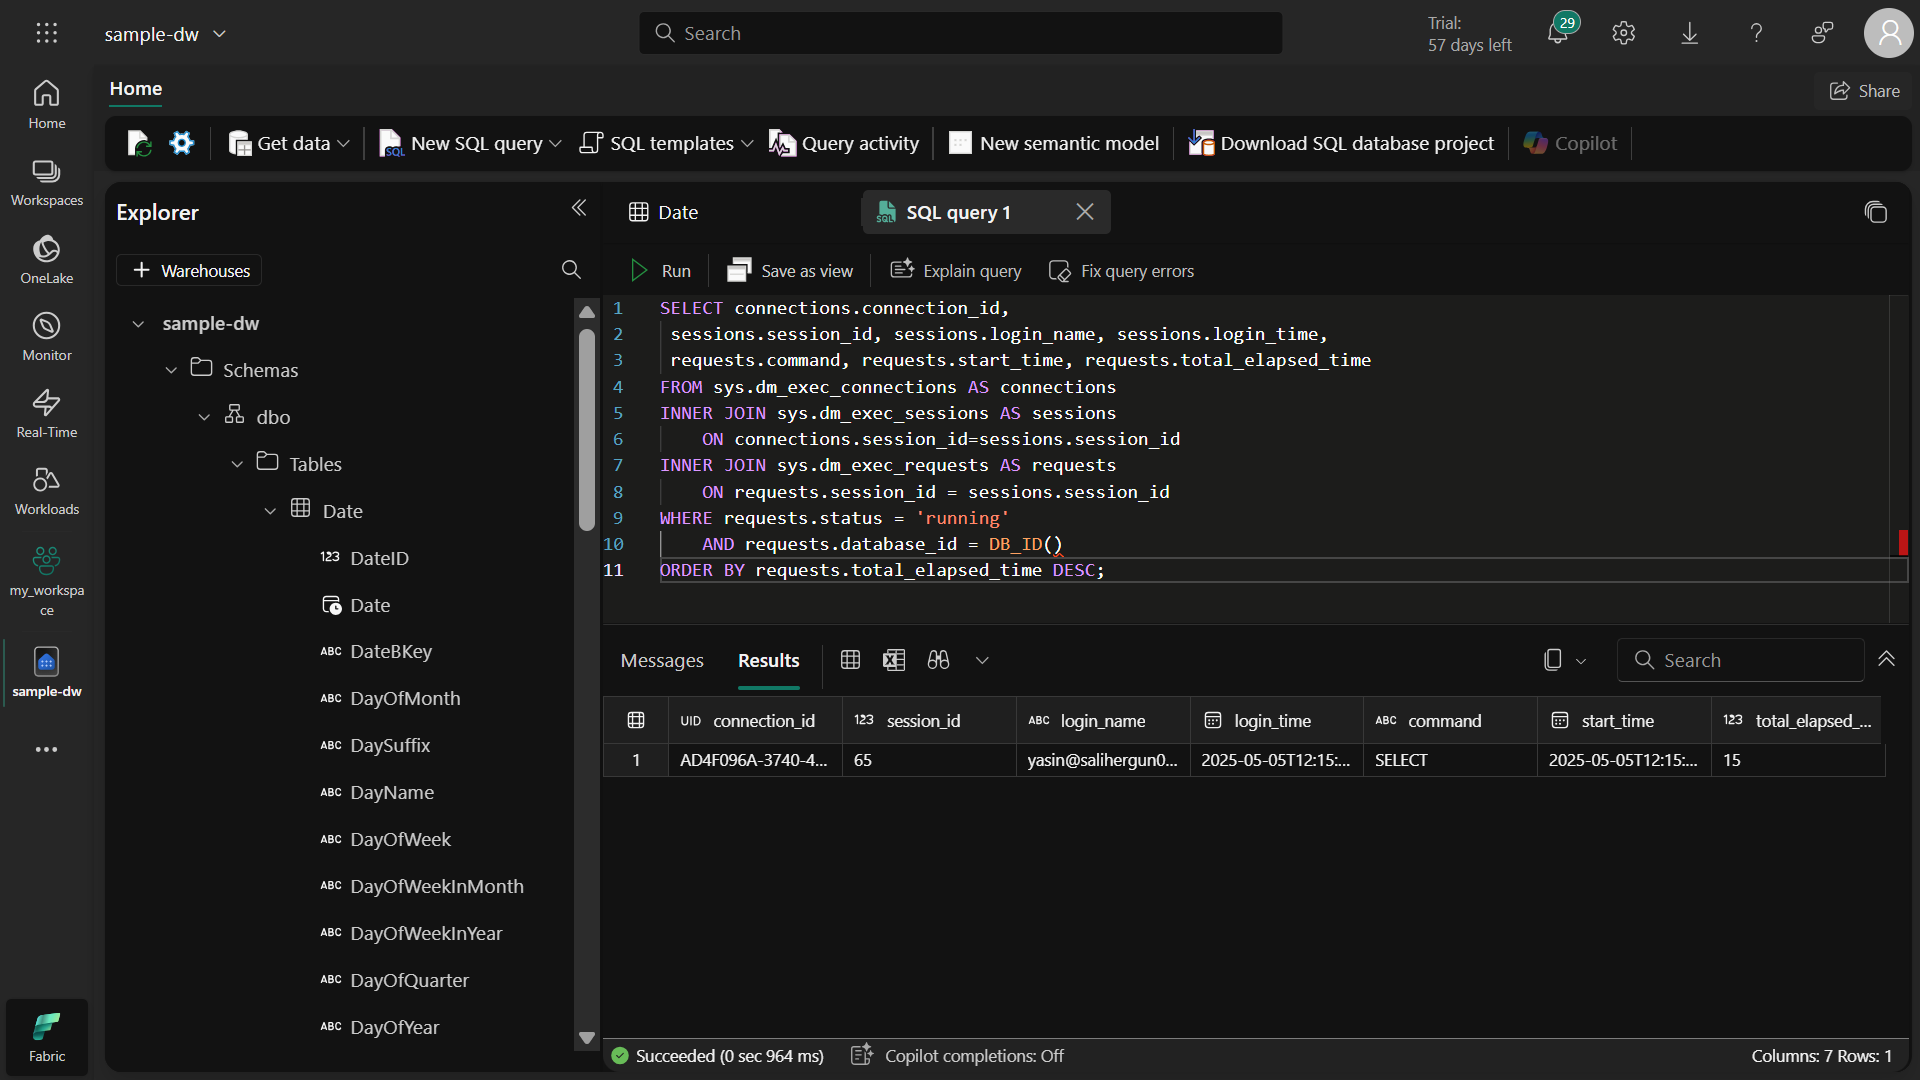 sample-dw
Search
Trial:
57 days left
29
Home
Workspaces
OneLake
Monitor
Real-Time
Workloads
my_workspa
ce
sample-dw
Fabric
Home
Share
Get data
New SQL query
SQL templates
Query activity
New semantic model
Download SQL database project
Copilot
Explorer
Warehouses
sample-dw
Schemas
dbo
Tables
Date
123 DateID
Date
ABC DateBKey
ABC DayOfMonth
ABC DaySuffix
ABC DayName
ABC DayOfWeek
ABC DayOfWeekInMonth
ABC DayOfWeekInYear
ABC DayOfQuarter
ABC DayOfYear
Date
SQL query 1
Run
Save as view
Explain query
Fix query errors
1 SELECT connections.connection_id,
2 sessions.session_id, sessions.login_name, sessions.login_time,
3 requests.command, requests.start_time, requests.total_elapsed_time
4 FROM sys.dm_exec_connections AS connections
5 INNER JOIN sys.dm_exec_sessions AS sessions
6 ON connections.session_id=sessions.session_id
7 INNER JOIN sys.dm_exec_requests AS requests
8 ON requests.session_id = sessions.session_id
9 WHERE requests.status = 'running'
10 AND requests.database_id = DB_ID()
11 ORDER BY requests.total_elapsed_time DESC;
Messages
Results
Search
UID connection_id 123 session_id ABC login_name login_time ABC command start_time 123 total_elapsed_...
1 AD4F096A-3740-4... 65 yasin@salihergun0... 2025-05-05T12:15:... SELECT 2025-05-05T12:15:... 15
Succeeded (0 sec 964 ms)
Copilot completions: Off
Columns: 7 Rows: 1